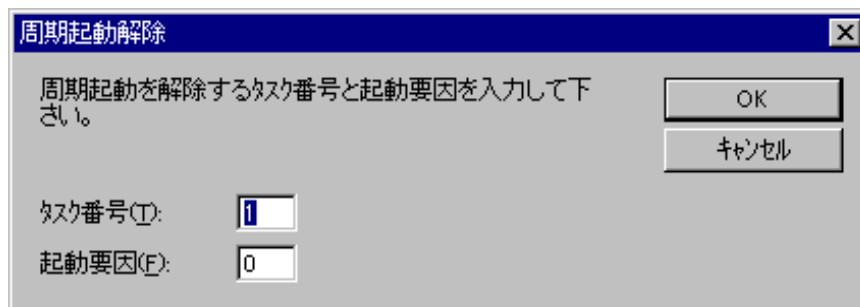 周期起動解除
周期起動を解除するﾀｽｸ番号と起動要因を入力して下
さい。
OK
ｷｬﾝｾﾙ
ﾀｽｸ番号(T):
1
起動要因(F):
0